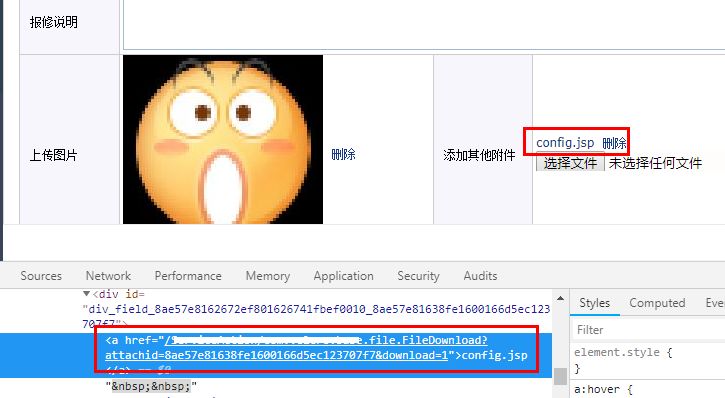 报修说明
上传图片
删除
添加其他附件
config.jsp 删除
选择文件 未选择任何文件
Sources Network Performance Memory Application Security Audits
▼<div id=
"div_field_8ae57e8162672ef801626741fbef0010_8ae57e81638fe1600166d5ec123
707f7">
<a href="/ .file.FileDownload?
attachid=8ae57e81638fe1600166d5ec123707f7&download=1">config.jsp
</a> == $0
"&nbsp;&nbsp;"
Styles Computed
Filter
element.style {
}
a:hover {